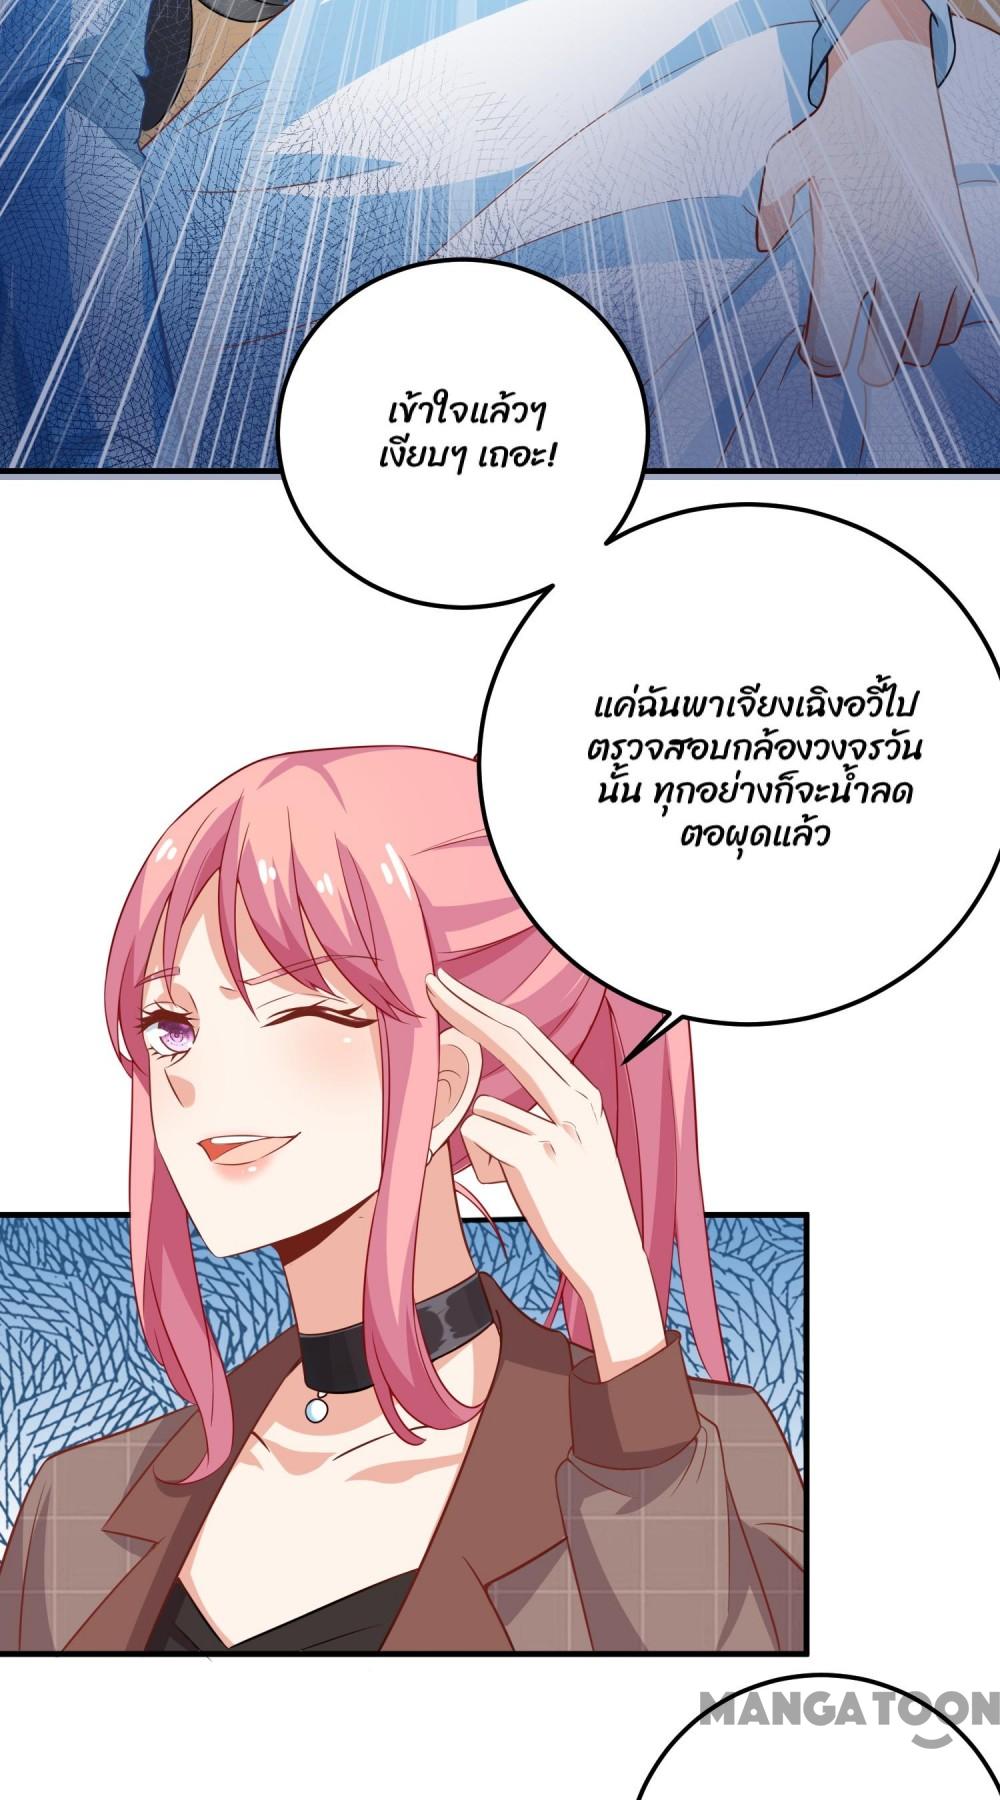 เข้าใจแล้วๆ
เงียบๆ เถอะ!
แค่ฉันพาเจียงเฉิงอวี้ไป
ตรวจสอบกล้องวงจรวัน
นั้น ทุกอย่างก็จะน้ำลด
ตอผุดแล้ว
MANGATOON